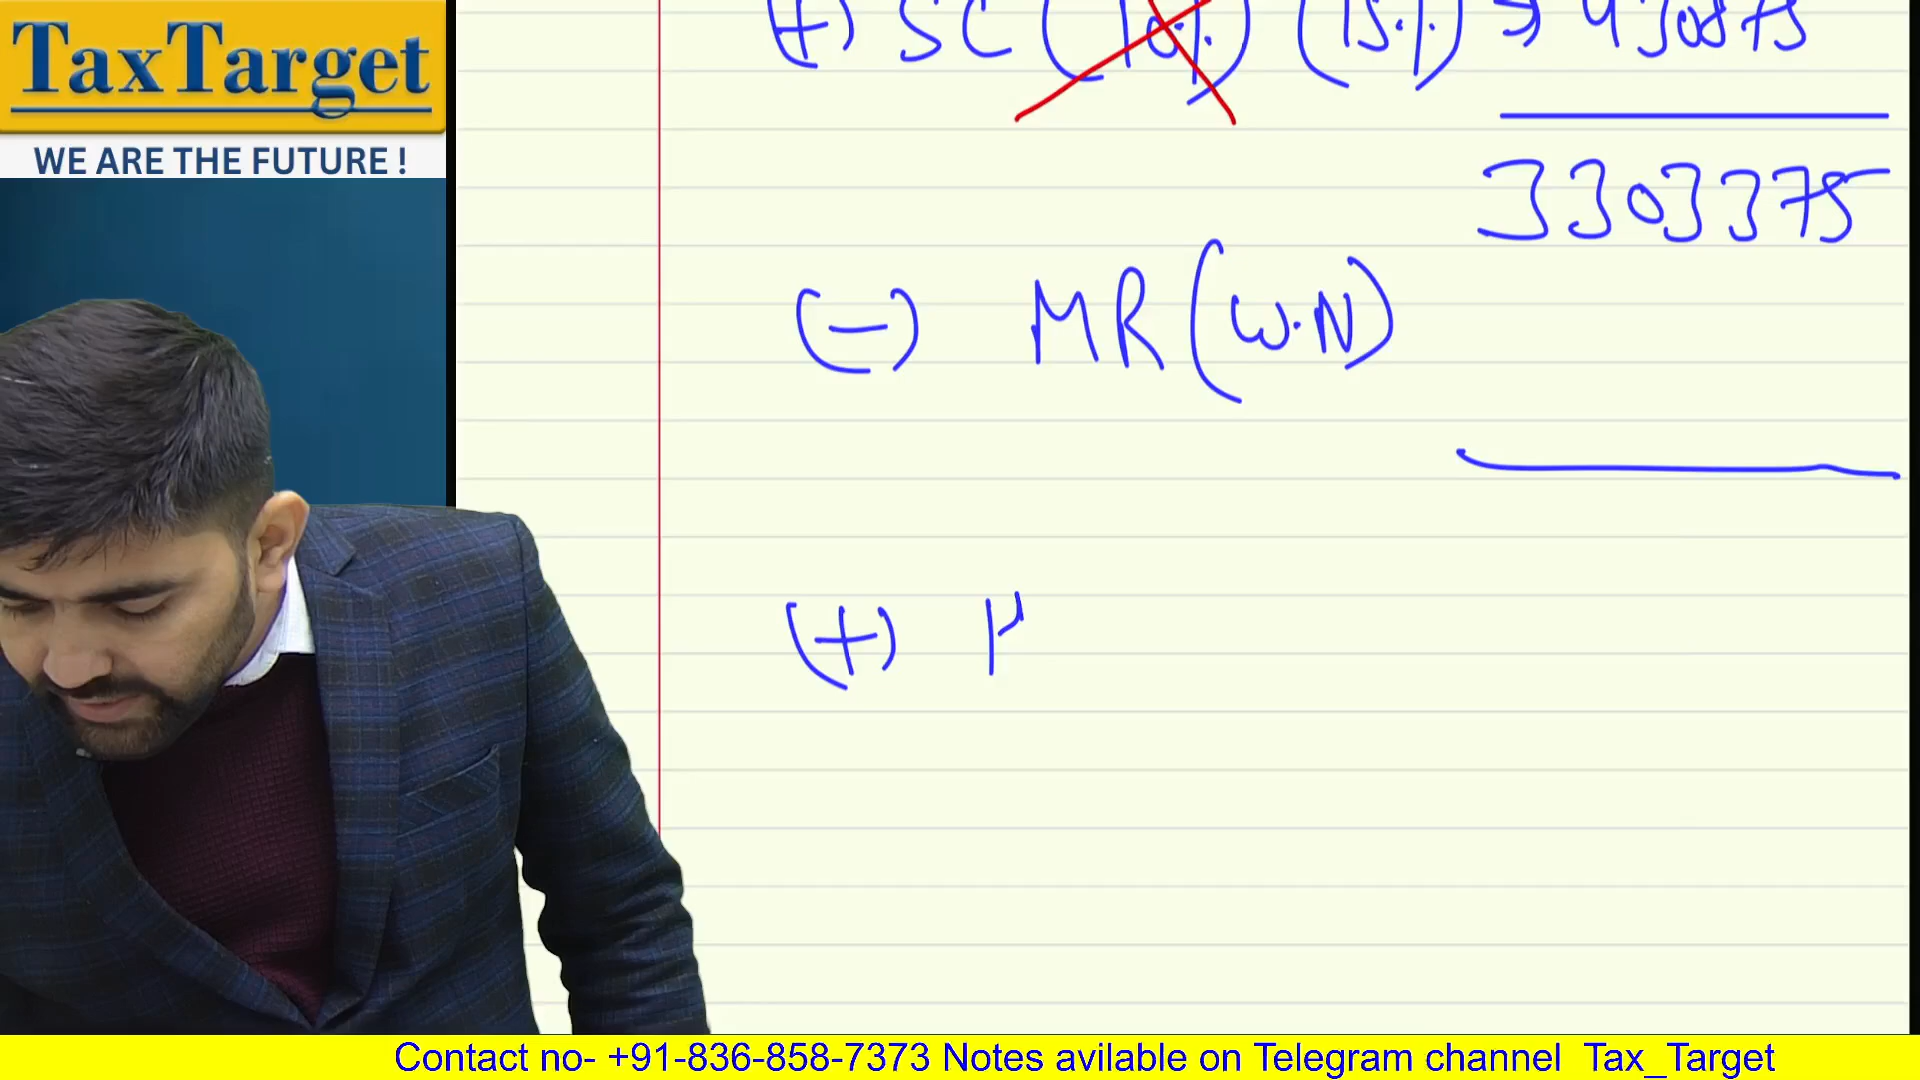 TaxTarget
WE ARE THE FUTURE !
(+) SC (10%) (15%) → 430875
3303375
(-) MR (W.N)
(+) H
Contact no- +91-836-858-7373 Notes avilable on Telegram channel Tax_Target